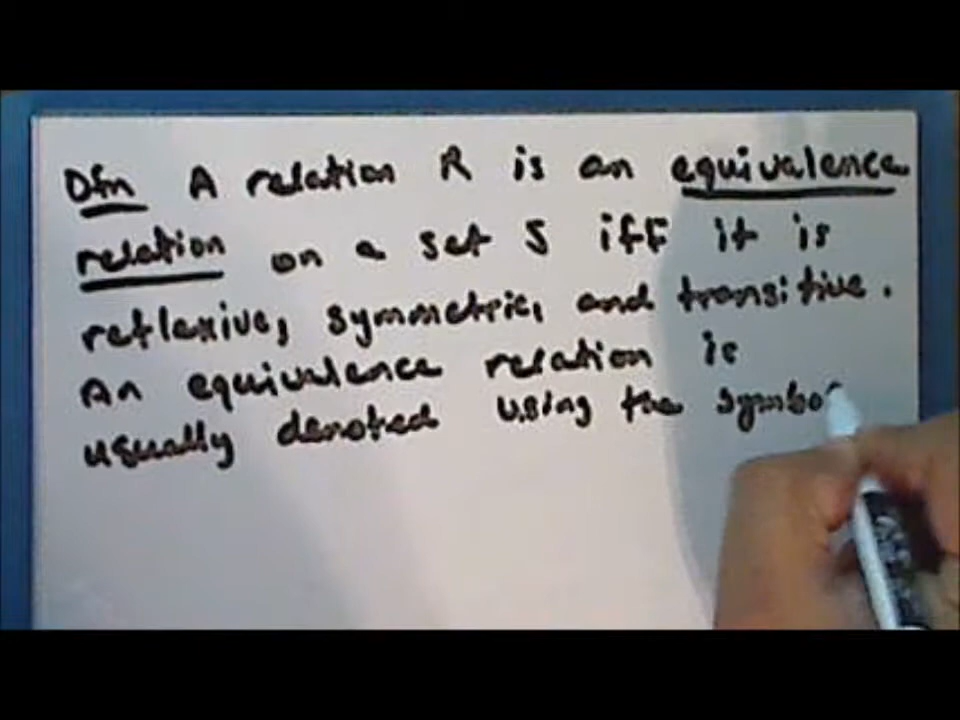 Dfn A relation R is an equivalence
relation on a set S iff it is
reflexive, symmetric, and transitive.
An equivalence relation is
usually denoted using the symbo